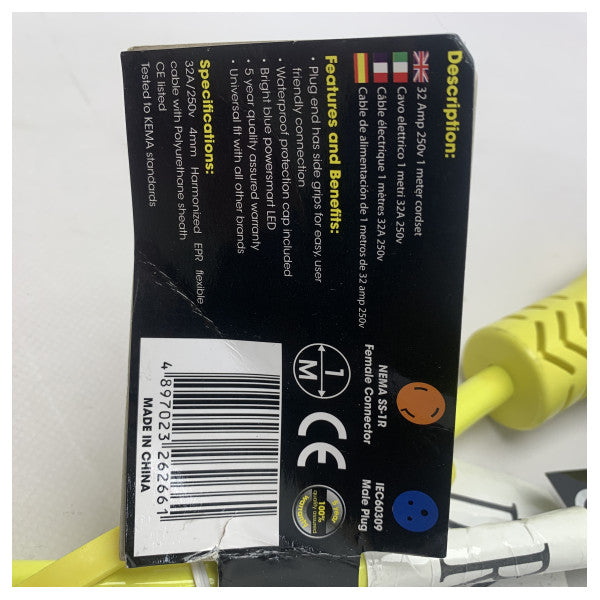 Description:
32 Amp 250v 1 meter cordset
Cavo elettrico 1 metri 32A 250v
Câble électrique 1 mètres 32A 250v
Cable de alimentación de 1 metros de 32 amp 250v
Features and Benefits:
• Plug end has side grips for easy, user
friendly connection
• Waterproof protection cap included
• Bright blue powersmart LED
• 5 year quality assured warranty
• Universal fit with all other brands
Specifications:
32A/250v 4mm Harmonized EPR flexible
cable with Polyurethane sheath
CE listed
Tested to KEMA standards
NEMA SS-1R
Female Connector
IEC60309
Male Plug
1
M
CE
100%
quality assured
warranty
4 897023 262661
MADE IN CHINA
R